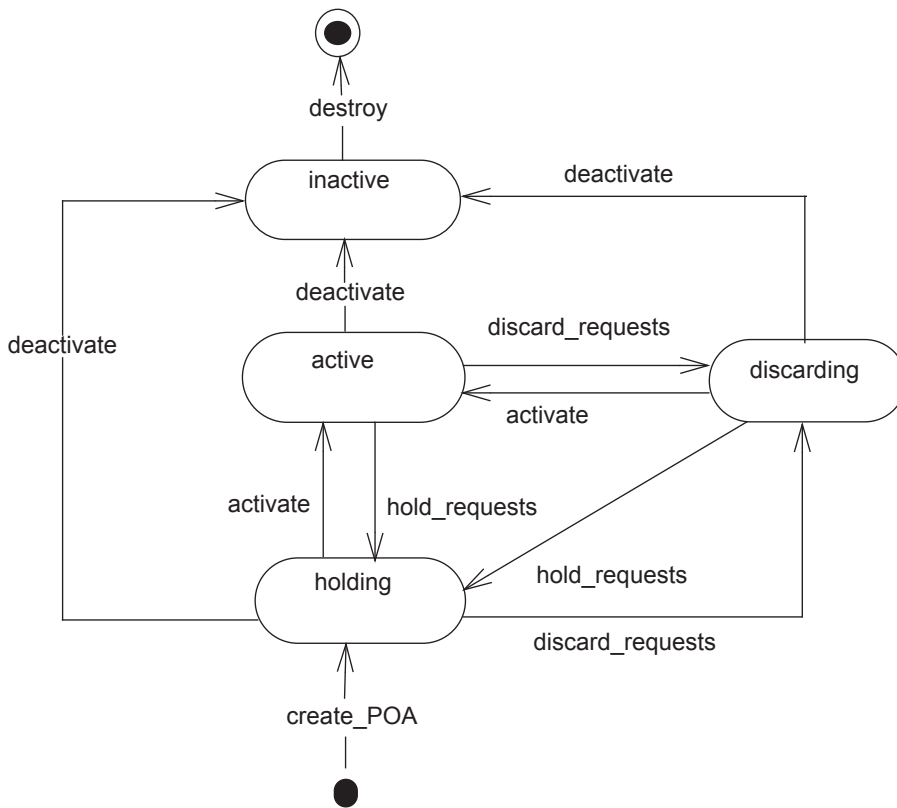 destroy
inactive
deactivate
deactivate
discard_requests
deactivate
active
discarding
activate
activate
hold_requests
holding
hold_requests
discard_requests
create_POA